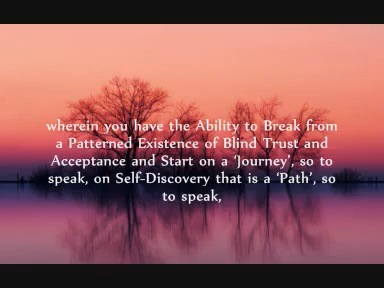 wherein you have the Ability to Break from
a Patterned Existence of Blind Trust and
Acceptance and Start on a 'Journey', so to
speak, on Self-Discovery that is a 'Path', so
to speak,